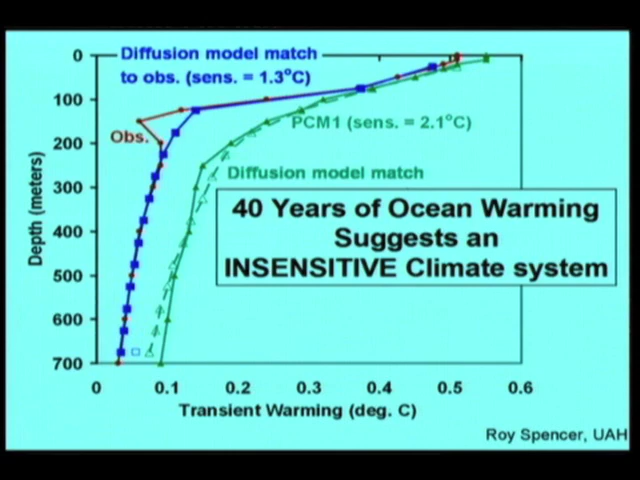 Diffusion model match
to obs. (sens. = 1.3°C)
Obs.
PCM1 (sens. = 2.1°C)
Diffusion model match
40 Years of Ocean Warming
Suggests an
INSENSITIVE Climate system
Depth (meters)
0
100
200
300
400
500
600
700
0
0.1
0.2
0.3
0.4
0.5
0.6
Transient Warming (deg. C)
Roy Spencer, UAH